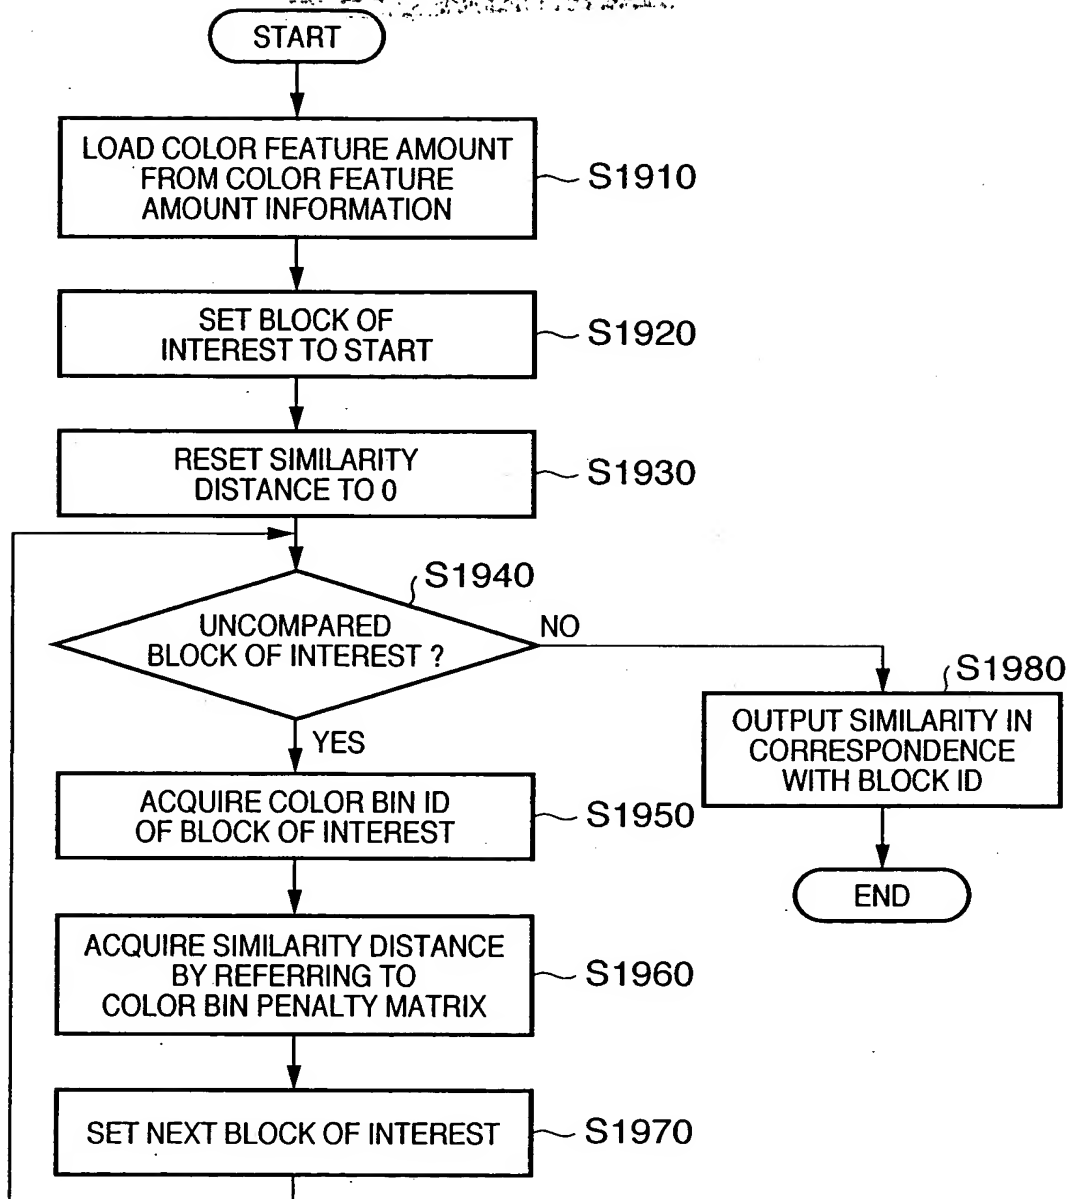 START
LOAD COLOR FEATURE AMOUNT
FROM COLOR FEATURE
AMOUNT INFORMATION
S1910
SET BLOCK OF
INTEREST TO START
S1920
RESET SIMILARITY
DISTANCE TO 0
S1930
S1940
UNCOMPARED
BLOCK OF INTEREST ?
NO
YES
S1980
OUTPUT SIMILARITY IN
CORRESPONDENCE
WITH BLOCK ID
END
ACQUIRE COLOR BIN ID
OF BLOCK OF INTEREST
S1950
ACQUIRE SIMILARITY DISTANCE
BY REFERRING TO
COLOR BIN PENALTY MATRIX
S1960
SET NEXT BLOCK OF INTEREST
S1970